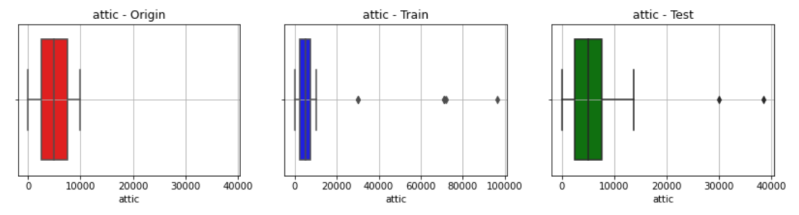 attic - Origin
0 10000 20000 30000 40000
attic
attic - Train
0 20000 40000 60000 80000 100000
attic
attic - Test
0 10000 20000 30000 40000
attic